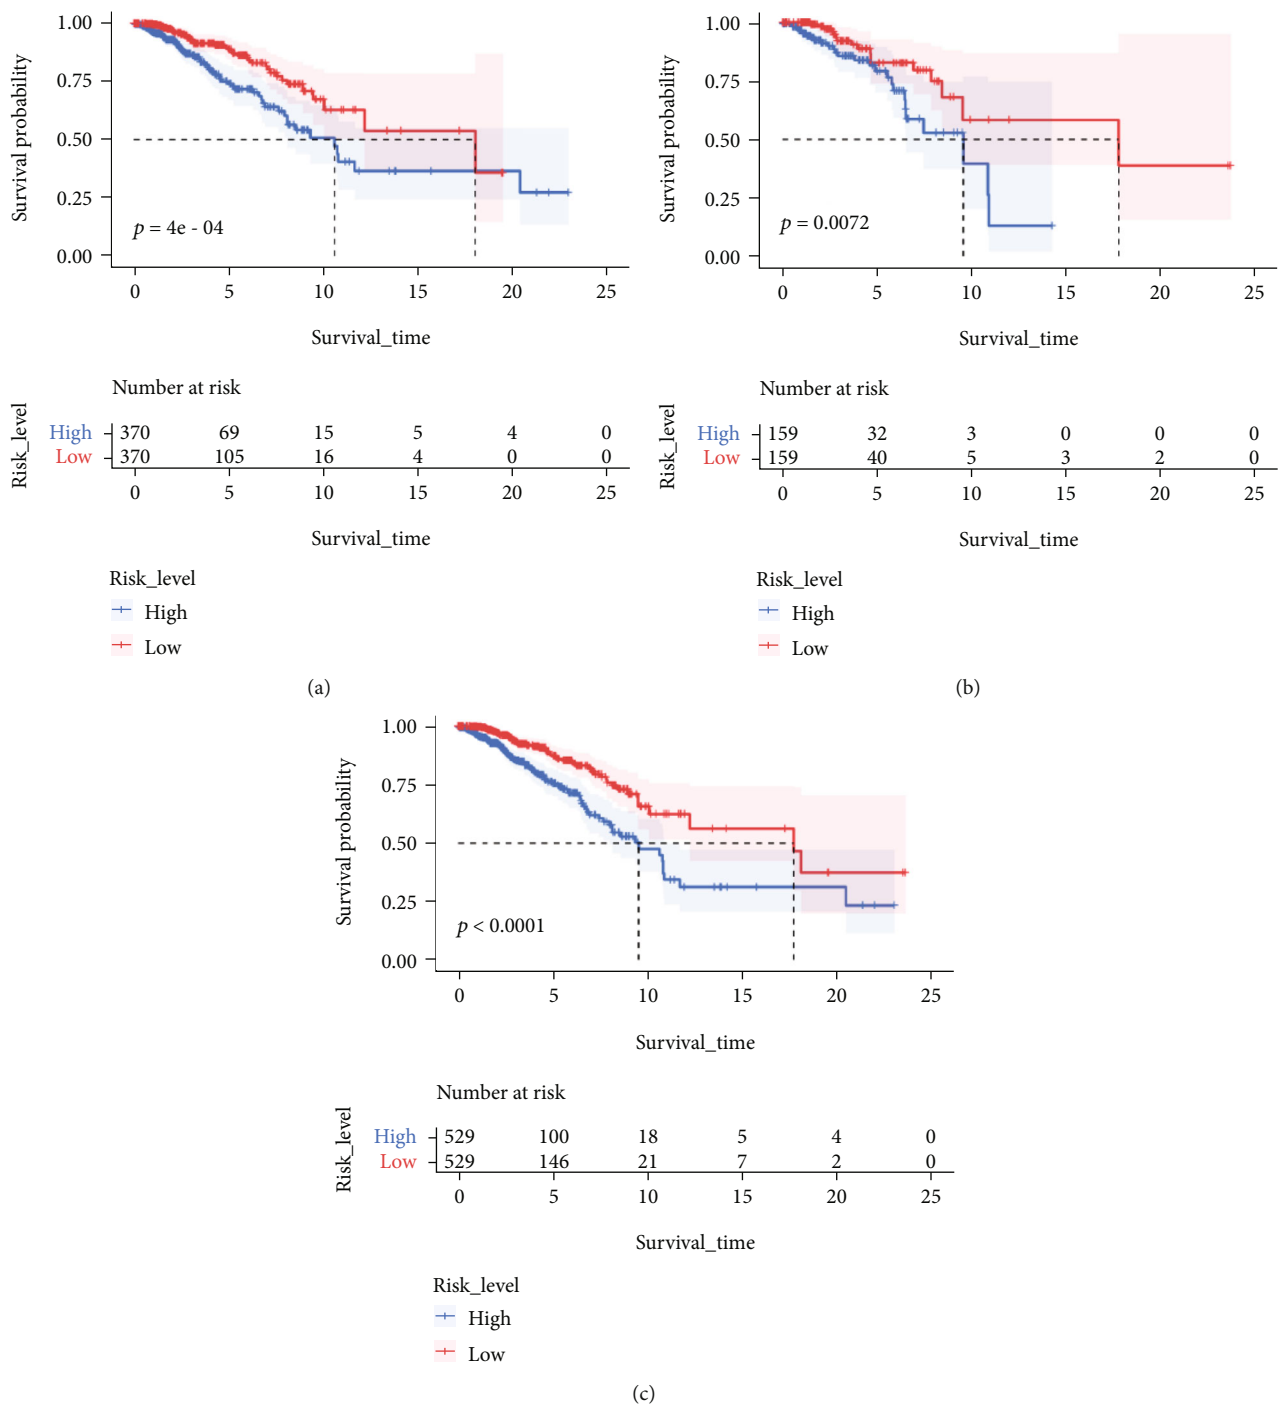 1.00
0.75
0.50
0.25
0.00
Survival probability
p = 4e - 04
0 5 10 15 20 25
Survival_time
Number at risk
Risk_level
High 370 69 15 5 4 0
Low 370 105 16 4 0 0
0 5 10 15 20 25
Survival_time
Risk_level
High
Low
(a)
1.00
0.75
0.50
0.25
0.00
Survival probability
p = 0.0072
0 5 10 15 20 25
Survival_time
Number at risk
Risk_level
High 159 32 3 0 0 0
Low 159 40 5 3 2 0
0 5 10 15 20 25
Survival_time
Risk_level
High
Low
(b)
1.00
0.75
0.50
0.25
0.00
Survival probability
p < 0.0001
0 5 10 15 20 25
Survival_time
Number at risk
Risk_level
High 529 100 18 5 4 0
Low 529 146 21 7 2 0
0 5 10 15 20 25
Survival_time
Risk_level
High
Low
(c)